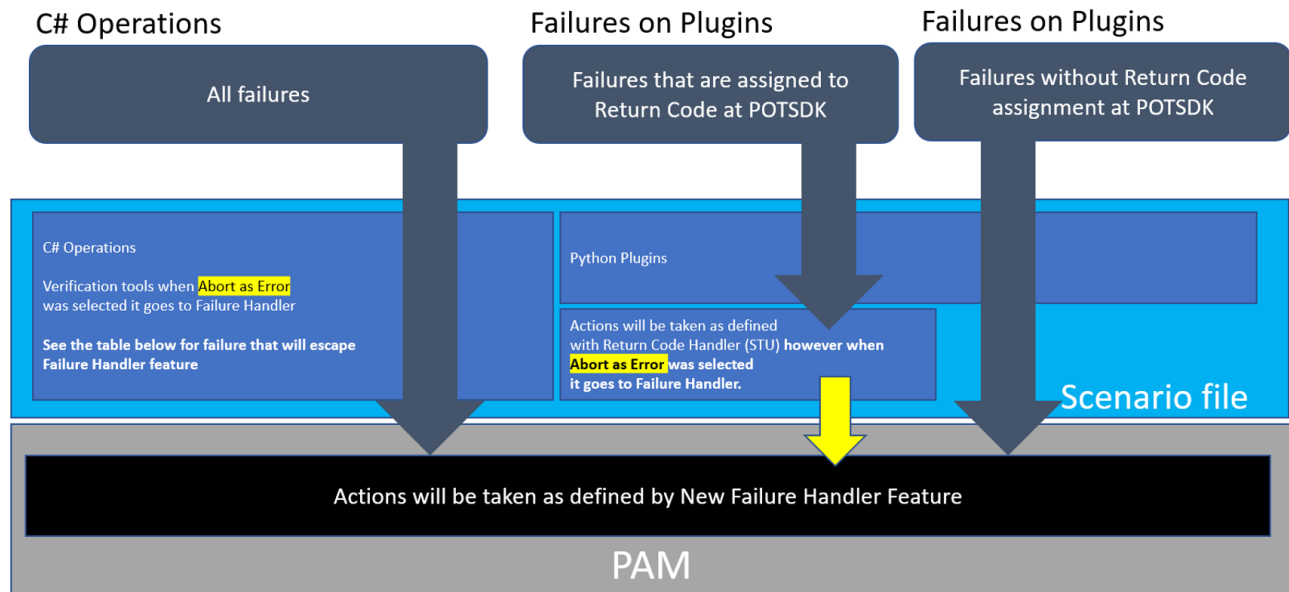 C# Operations
Failures on Plugins
Failures on Plugins
All failures
Failures that are assigned to
Return Code at POTSDK
Failures without Return Code
assignment at POTSDK
C# Operations
Verification tools when Abort as Error
was selected it goes to Failure Handler
See the table below for failure that will escape
Failure Handler feature
Python Plugins
Actions will be taken as defined
with Return Code Handler (STU) however when
Abort as Error was selected
it goes to Failure Handler.
Scenario file
Actions will be taken as defined by New Failure Handler Feature
PAM